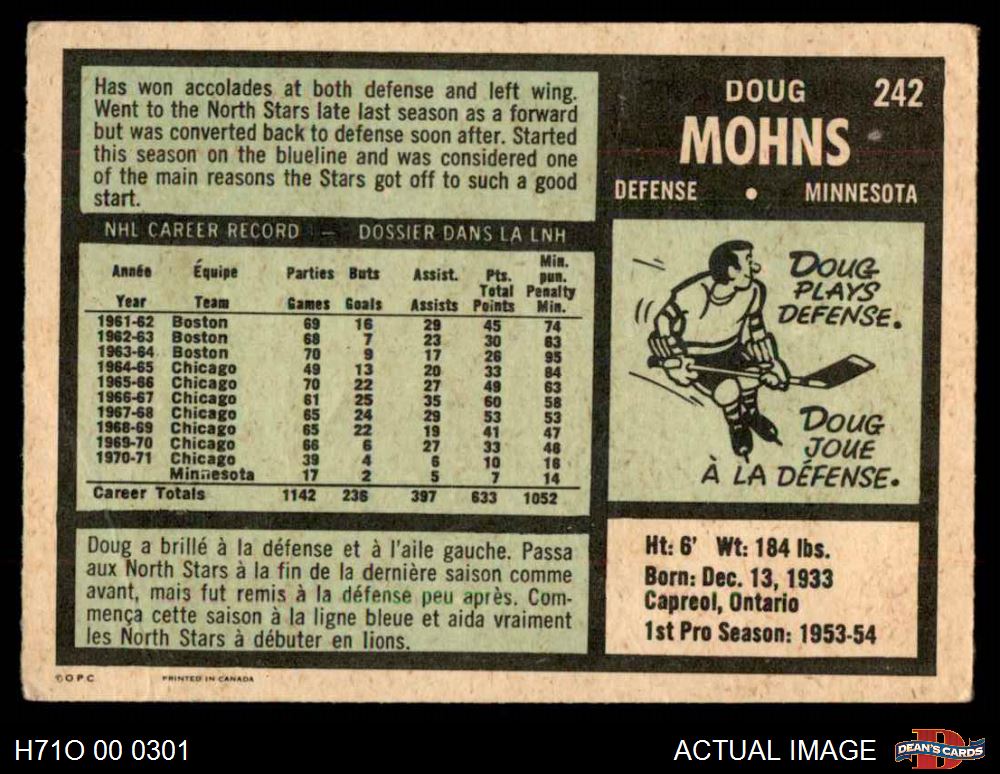 Has won accolades at both defense and left wing.
Went to the North Stars late last season as a forward
but was converted back to defense soon after. Started
this season on the blueline and was considered one
of the main reasons the Stars got off to such a good
start.
DOUG 242
MOHNS
DEFENSE • MINNESOTA
NHL CAREER RECORD — DOSSIER DANS LA LNH
Année Équipe Parties Buts Assist. Pts. Min. pun.
Year Team Games Goals Assists Total Points Penalty Min.
1961-62 Boston 69 16 29 45 74
1962-63 Boston 68 7 23 30 63
1963-64 Boston 70 9 17 26 95
1964-65 Chicago 49 13 20 33 84
1965-66 Chicago 70 22 27 49 63
1966-67 Chicago 61 25 35 60 58
1967-68 Chicago 65 24 29 53 53
1968-69 Chicago 65 22 19 41 47
1969-70 Chicago 66 6 27 33 46
1970-71 Chicago 39 4 6 10 16
Minnesota 17 2 5 7 14
Career Totals 1142 236 397 633 1052
DOUG
PLAYS
DEFENSE.
DOUG
JOUE
À LA DÉFENSE.
Doug a brillé à la défense et à l'aile gauche. Passa
aux North Stars à la fin de la dernière saison comme
avant, mais fut remis à la défense peu après. Com-
mença cette saison à la ligne bleue et aida vraiment
les North Stars à débuter en lions.
Ht: 6' Wt: 184 lbs.
Born: Dec. 13, 1933
Capreol, Ontario
1st Pro Season: 1953-54
©OPC PRINTED IN CANADA
H71O 00 0301 ACTUAL IMAGE DEAN'S CARDS